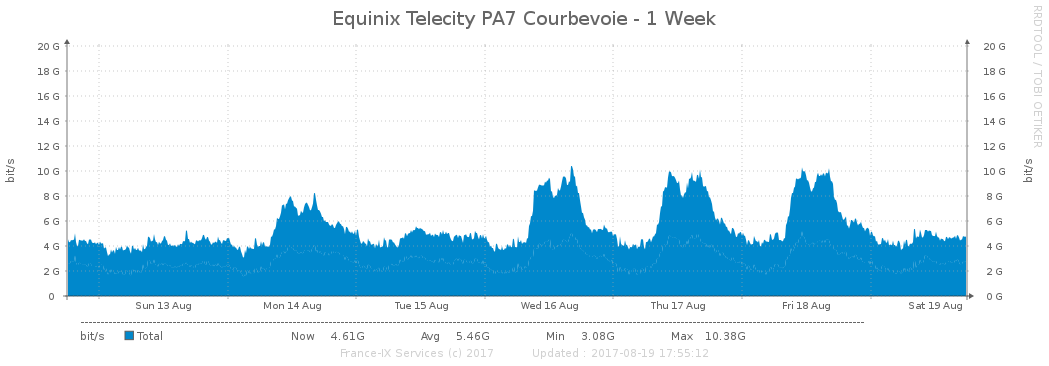 Equinix Telecity PA7 Courbevoie - 1 Week
RRDTOOL / TOBI OETIKER
20 G 20 G
18 G 18 G
16 G 16 G
14 G 14 G
12 G 12 G
10 G 10 G
8 G 8 G
6 G 6 G
4 G 4 G
2 G 2 G
0 0 G
bit/s bit/s
Sun 13 Aug Mon 14 Aug Tue 15 Aug Wed 16 Aug Thu 17 Aug Fri 18 Aug Sat 19 Aug
bit/s Total Now 4.61G Avg 5.46G Min 3.08G Max 10.38G
France-IX Services (c) 2017 Updated : 2017-08-19 17:55:12